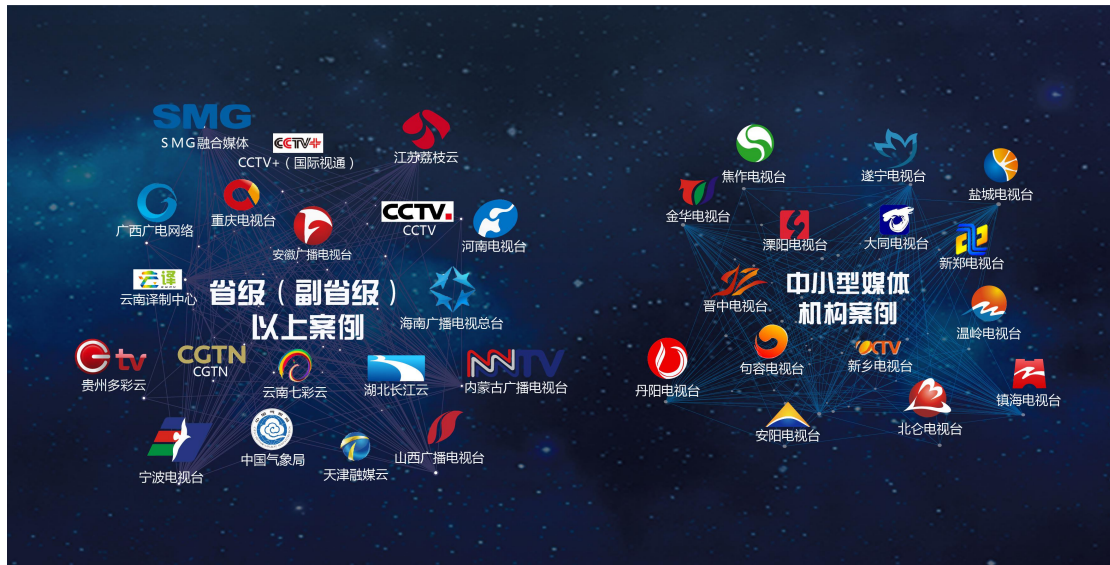 SMG
SMG融合媒体
CCTV+
CCTV+（国际视通）
江苏荔枝云
广西广电网络
重庆电视台
安徽广播电视台
CCTV.
CCTV
河南电视台
云译
云南译制中心
省级（副省级）
以上案例
海南广播电视总台
tv
贵州多彩云
CGTN
CGTN
云南七彩云
湖北长江云
NTV
内蒙古广播电视台
宁波电视台
中国气象局
天津融媒云
山西广播电视台
焦作电视台
遂宁电视台
盐城电视台
金华电视台
溧阳电视台
大同电视台
新郑电视台
晋中电视台
中小型媒体
机构案例
温岭电视台
丹阳电视台
句容电视台
CTV
新乡电视台
镇海电视台
安阳电视台
北仑电视台